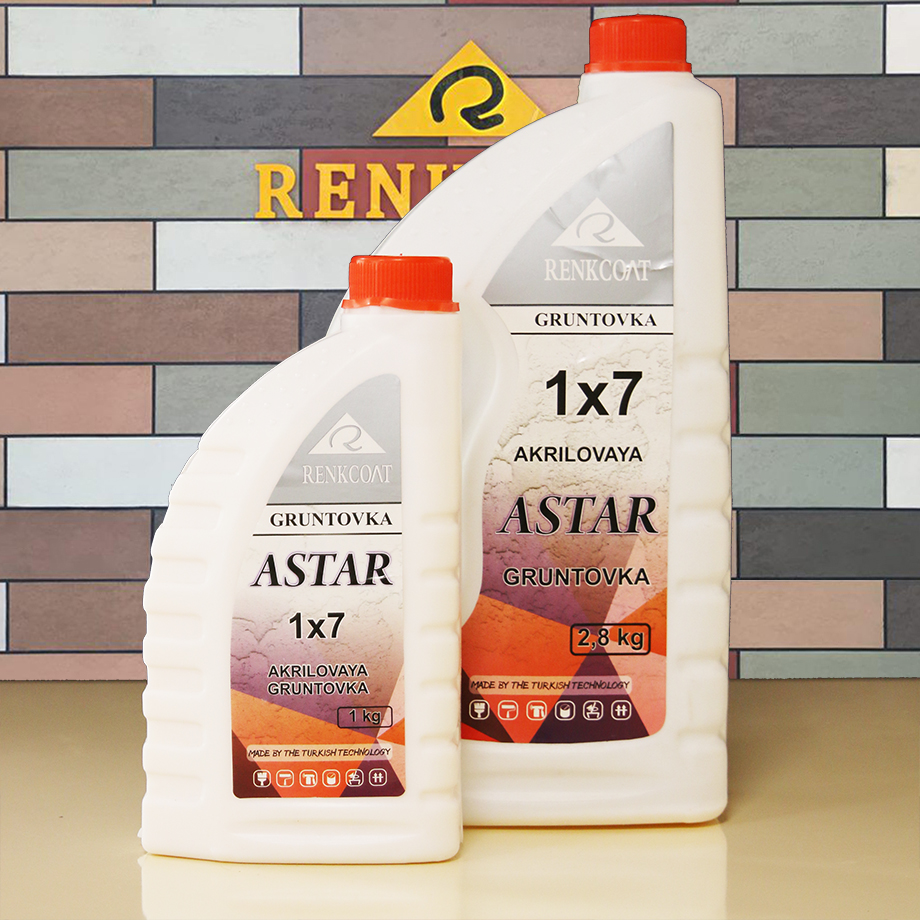 REN
RENKCOAT
GRUNTOVKA
1x7
AKRILOVAYA
ASTAR
GRUNTOVKA
2,8 kg
MADE BY THE TURKISH TECHNOLOGY
RENKCOAT
GRUNTOVKA
ASTAR
1x7
AKRILOVAYA
GRUNTOVKA
1 kg
MADE BY THE TURKISH TECHNOLOGY